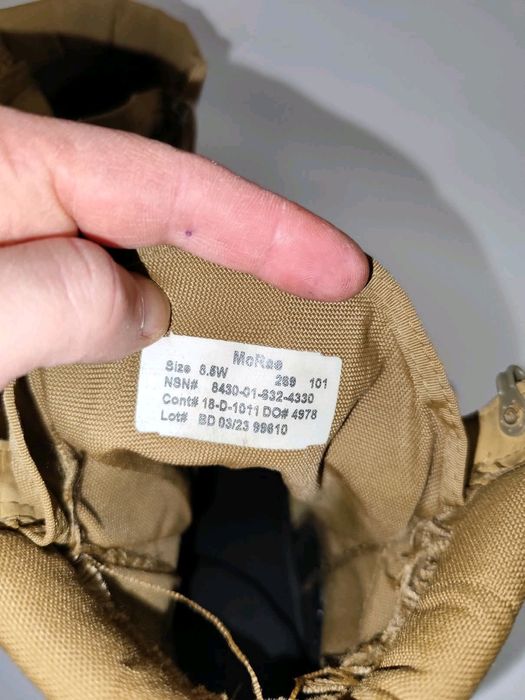 McRae
Size 8.5W 289 101
NSN# 8430-01-632-4330
Cont# 18-D-1011 DO# 4978
Lot# BD 03/23 99610